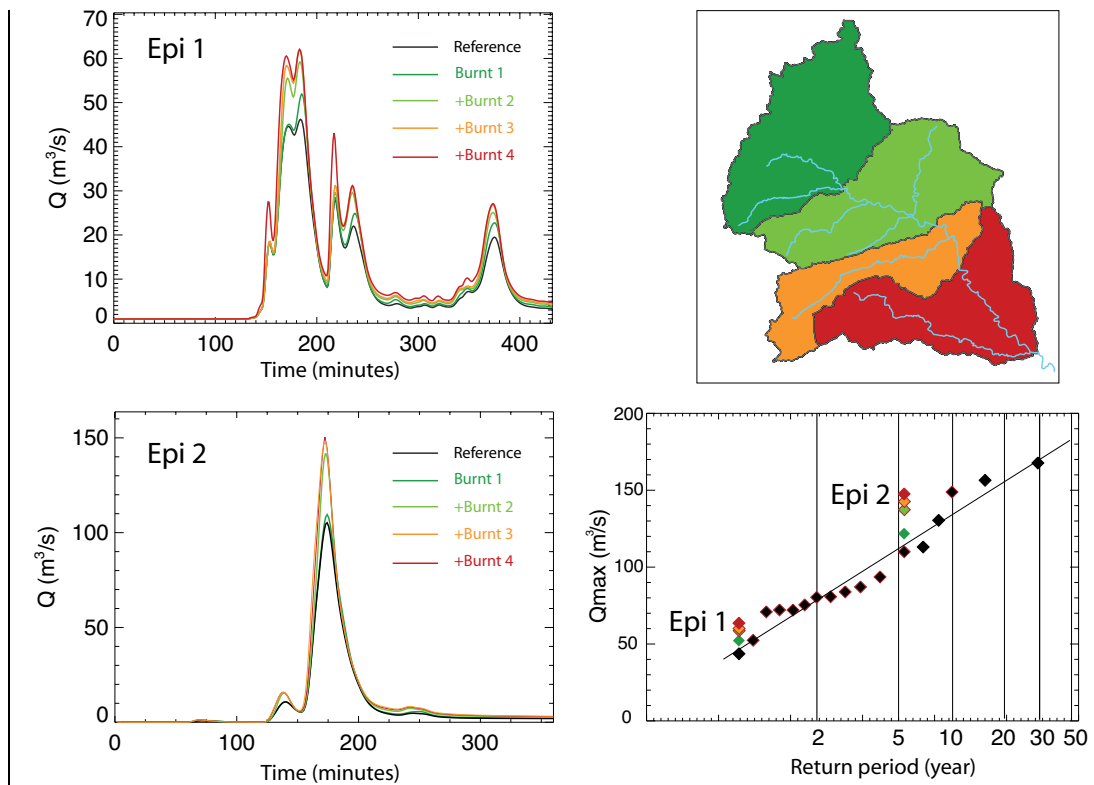 Epi 1
70
60
50
40
30
20
10
0
Q (m³/s)
Reference
Burnt 1
+Burnt 2
+Burnt 3
+Burnt 4
0 100 200 300 400
Time (minutes)
Epi 2
150
100
50
0
Q (m³/s)
Reference
Burnt 1
+Burnt 2
+Burnt 3
+Burnt 4
0 100 200 300
Time (minutes)
200
150
100
50
0
Qmax (m³/s)
Epi 2
Epi 1
2 5 10 20 30 50
Return period (year)